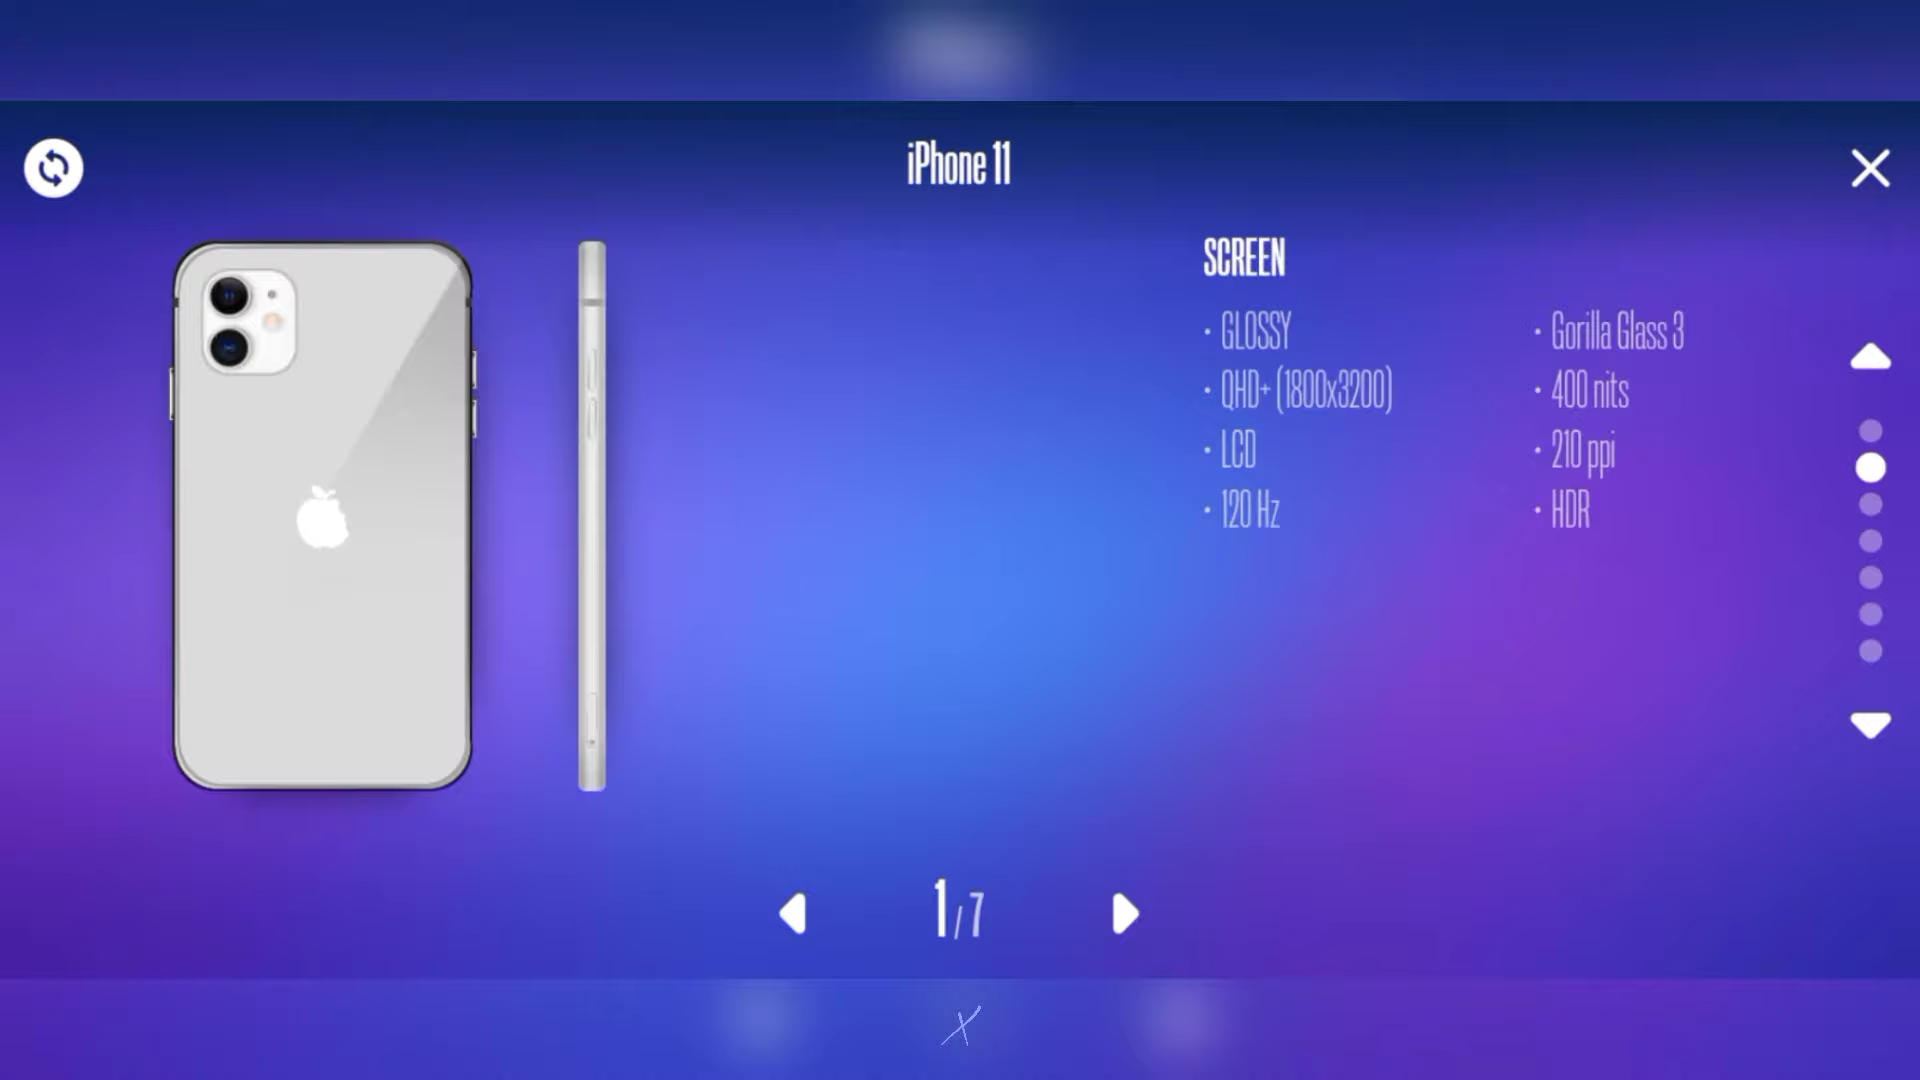 iPhone 11
SCREEN
· GLOSSY
· QHD+ (1800x3200)
· LCD
· 120 Hz
· Gorilla Glass 3
· 400 nits
· 210 ppi
· HDR
1 / 7
X